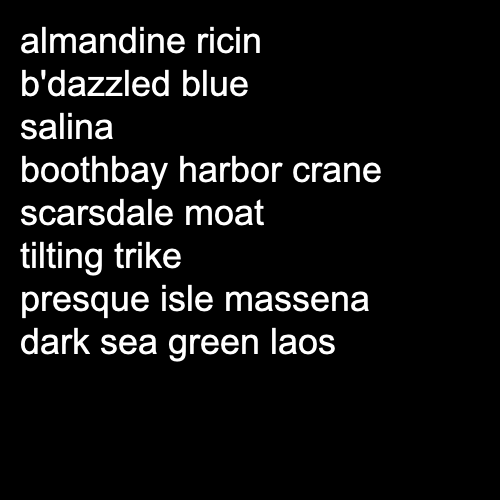 almandine ricin
b'dazzled blue
salina
boothbay harbor crane
scarsdale moat
tilting trike
presque isle massena
dark sea green laos